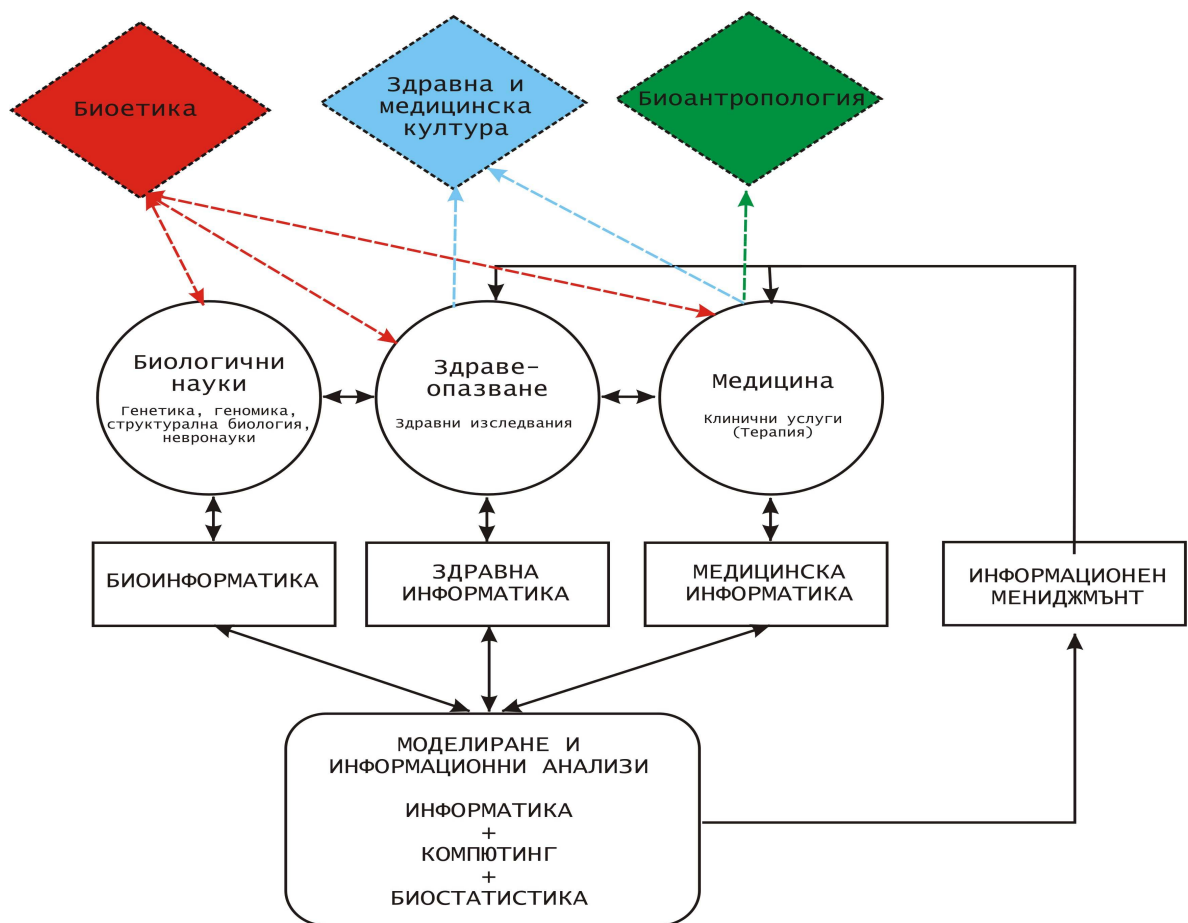 Биоетика
Здравна и
медицинска
култура
Биоантропология
Биологични
науки
Генетика, геномика,
структурална биология,
невронауки
Здраве-
опазване
Здравни изследвания
Медицина
Клинични услуги
(Терапия)
БИОИНФОРМАТИКА
ЗДРАВНА
ИНФОРМАТИКА
МЕДИЦИНСКА
ИНФОРМАТИКА
ИНФОРМАЦИОНЕН
МЕНИДЖМЪНТ
МОДЕЛИРАНЕ И
ИНФОРМАЦИОННИ АНАЛИЗИ
ИНФОРМАТИКА
+
КОМПЮТИНГ
+
БИОСТАТИСТИКА